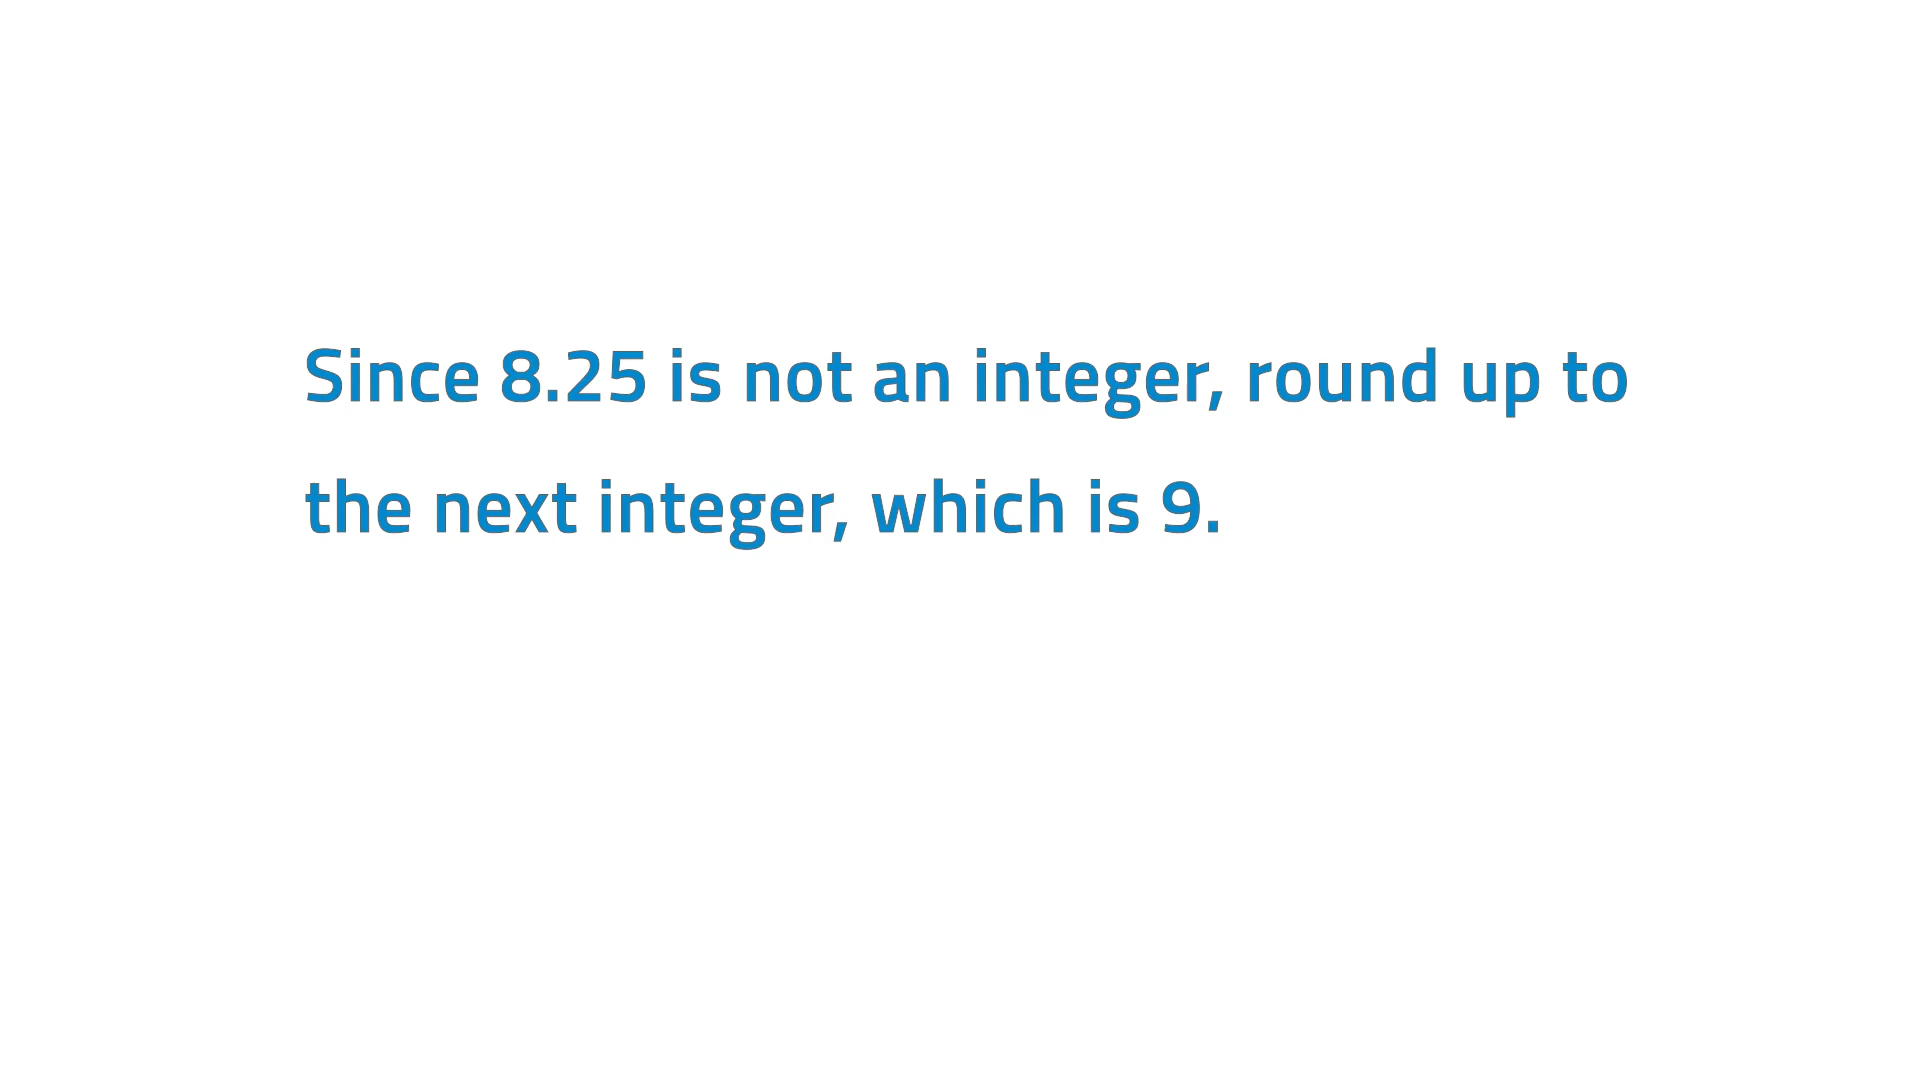 Since 8.25 is not an integer, round up to
the next integer, which is 9.